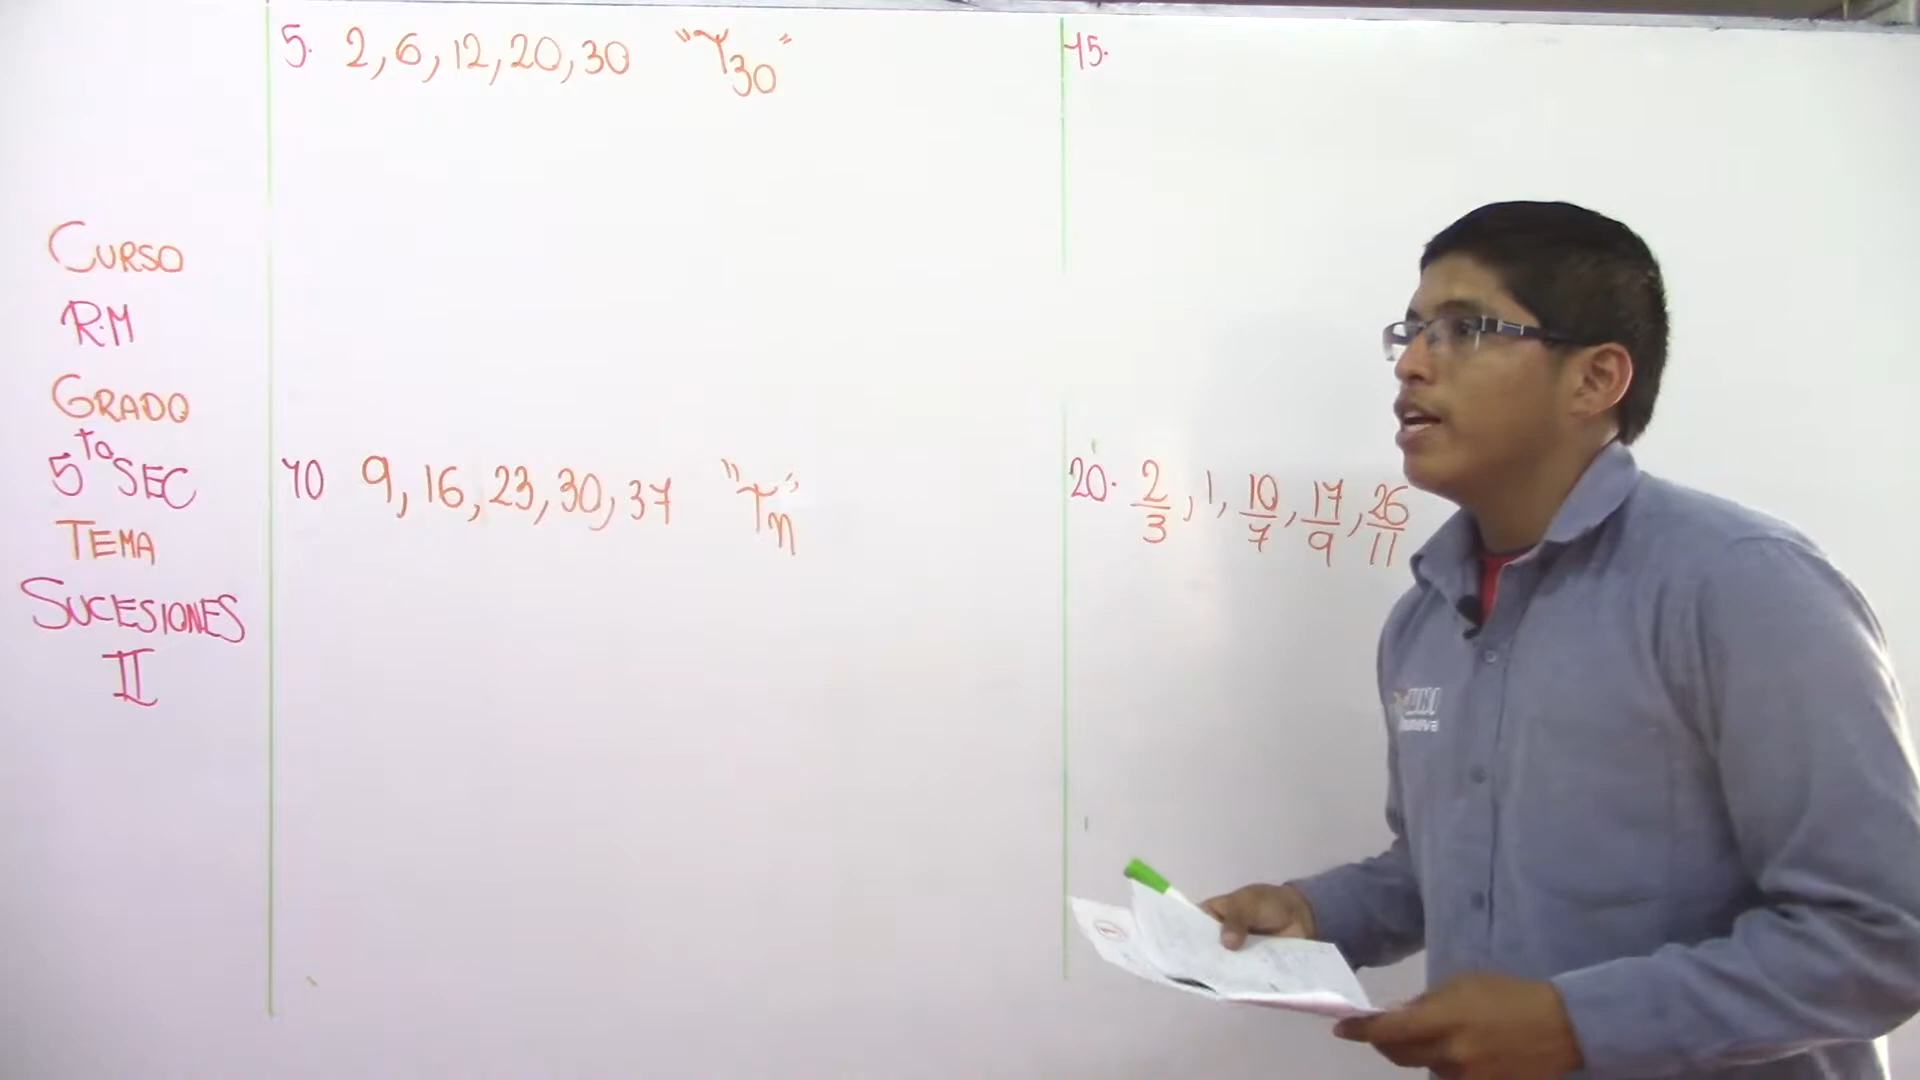 CURSO
R.M
GRADO
5to SEC
TEMA
SUCESIONES
II
5. 2, 6, 12, 20, 30 "T30"
10 9, 16, 23, 30, 37 "Tn"
15.
20. 2/3, 1, 10/7, 17/9, 26/11